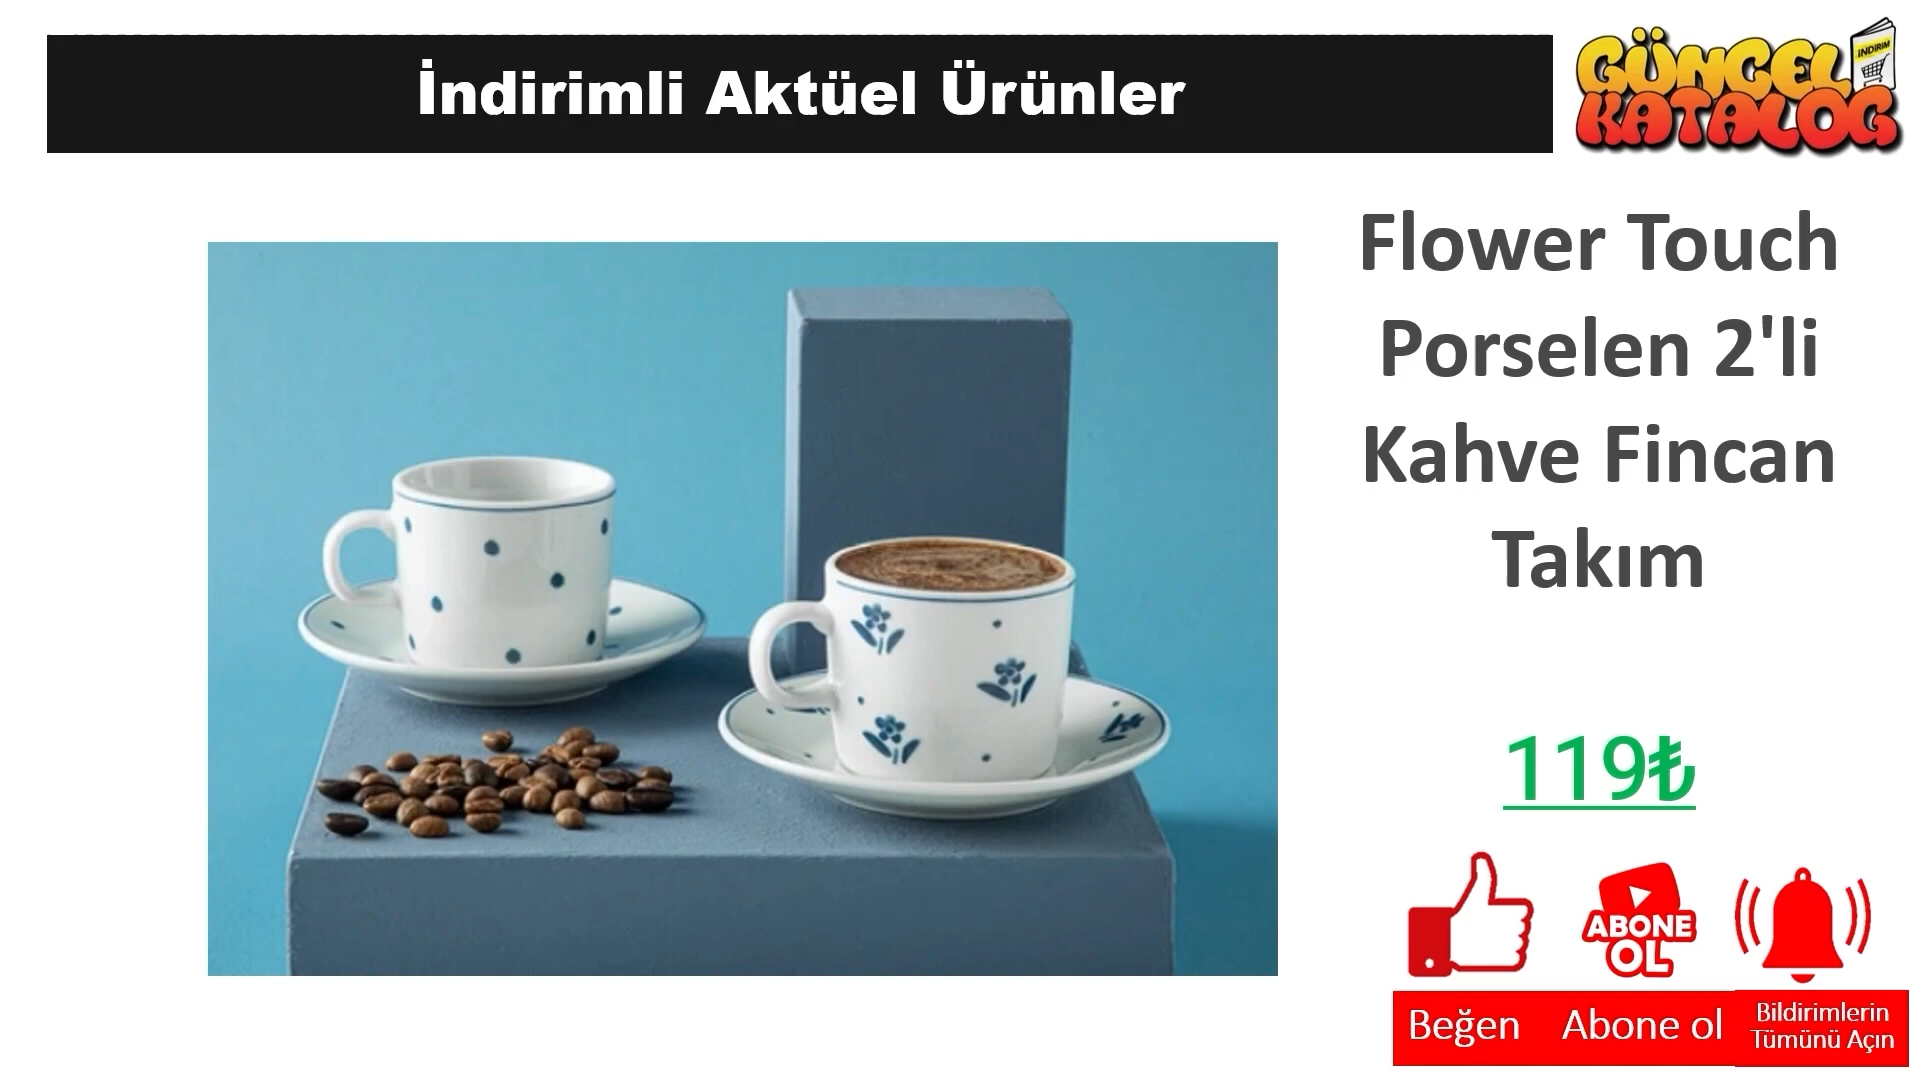 İndirimli Aktüel Ürünler
GÜNCEL
KATALOG
İNDİRİM
Flower Touch
Porselen 2'li
Kahve Fincan
Takım
119₺
ABONE
OL
Beğen
Abone ol
Bildirimlerin
Tümünü Açın